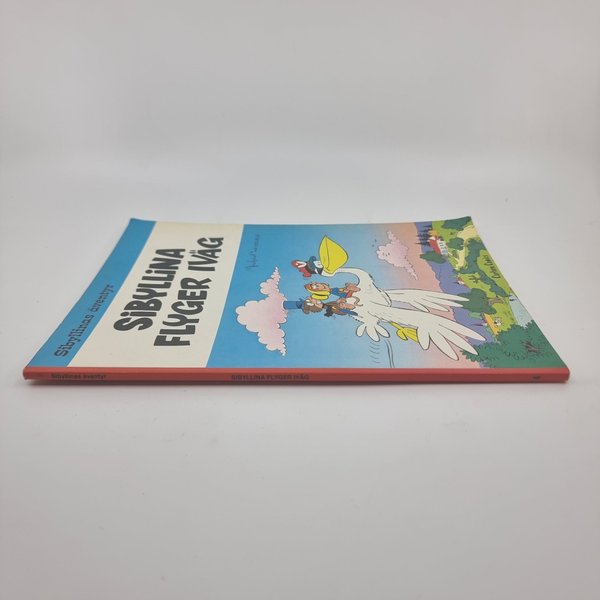 Sibyllinas äventyr
SIBYLLINA
FLYGER IVÄG
Sibyllinas äventyr
SIBYLLINA FLYGER IVÄG